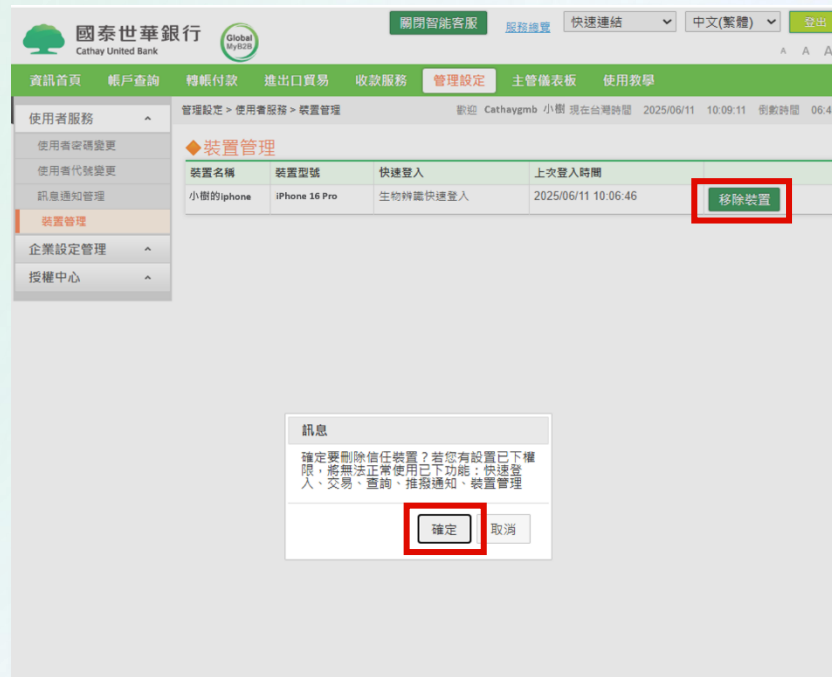 國泰世華銀行
Cathay United Bank
Global
MyB2B
關閉智能客服
服務總覽
快速連結
中文(繁體)
登出
A A A
資訊首頁 帳戶查詢 轉帳付款 進出口貿易 收款服務 管理設定 主管儀表板 使用教學
使用者服務
使用者密碼變更
使用者代號變更
訊息通知管理
裝置管理
企業設定管理
授權中心
管理設定 > 使用者服務 > 裝置管理
歡迎 Cathaygmb 小樹 現在台灣時間 2025/06/11 10:09:11 倒數時間 06:4
裝置管理
裝置名稱 裝置型號 快速登入 上次登入時間
小樹的iphone iPhone 16 Pro 生物辨識快速登入 2025/06/11 10:06:46 移除裝置
訊息
確定要刪除信任裝置？若您有設置已下權
限，將無法正常使用已下功能：快速登
入、交易、查詢、推撥通知、裝置管理
確定 取消